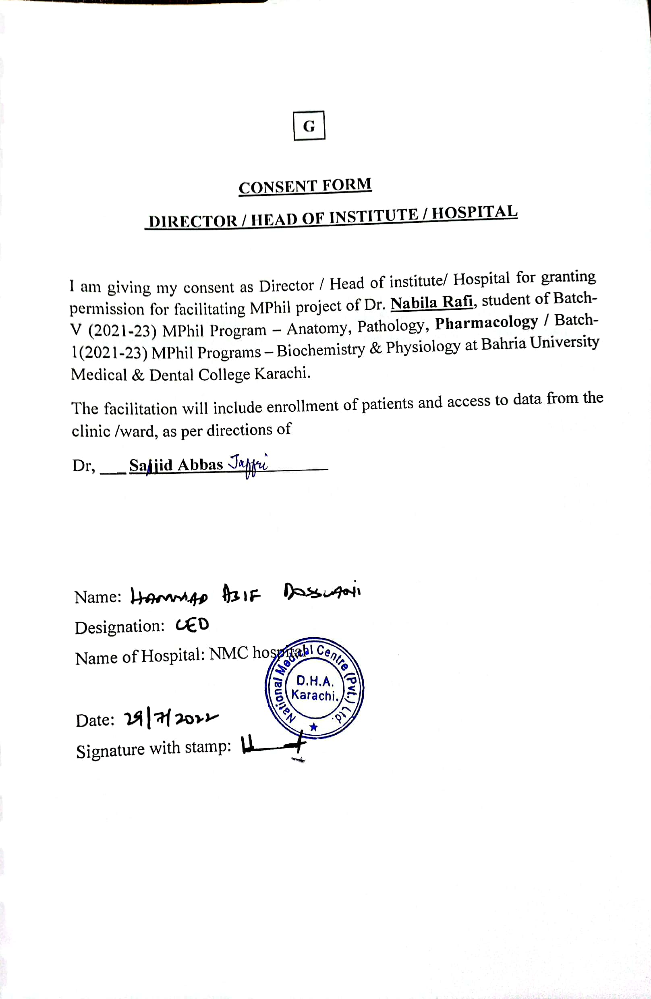 G
CONSENT FORM
DIRECTOR / HEAD OF INSTITUTE / HOSPITAL
I am giving my consent as Director / Head of institute/ Hospital for granting
permission for facilitating MPhil project of Dr. Nabila Rafi, student of Batch-
V (2021-23) MPhil Program – Anatomy, Pathology, Pharmacology / Batch-
1(2021-23) MPhil Programs – Biochemistry & Physiology at Bahria University
Medical & Dental College Karachi.
The facilitation will include enrollment of patients and access to data from the
clinic /ward, as per directions of
Dr, Sajjid Abbas Jaffri
Name: HAMMAD ASIF
Designation: CEO
Name of Hospital: NMC hospital
National Medical Centre (Pvt.) Ltd.
D.H.A.
Karachi.
Date: 29/7/2022
Signature with stamp: